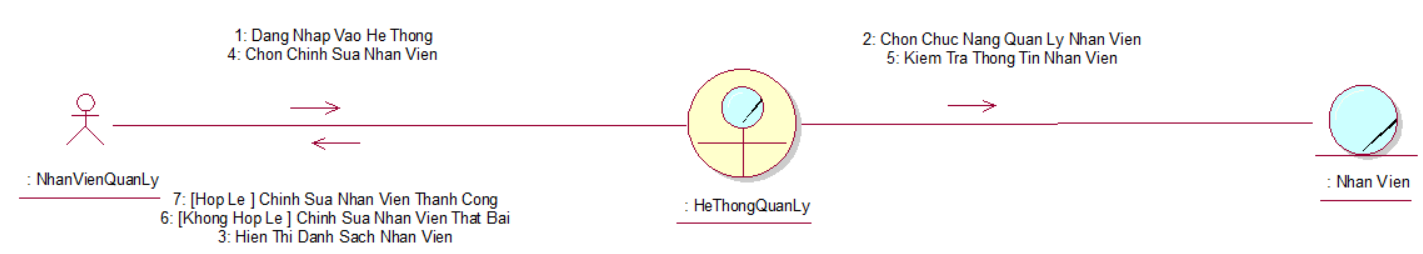 1: Dang Nhap Vao He Thong
4: Chon Chinh Sua Nhan Vien
2: Chon Chuc Nang Quan Ly Nhan Vien
5: Kiem Tra Thong Tin Nhan Vien
: NhanVienQuanLy
7: [Hop Le ] Chinh Sua Nhan Vien Thanh Cong
6: [Khong Hop Le ] Chinh Sua Nhan Vien That Bai
3: Hien Thi Danh Sach Nhan Vien
: HeThongQuanLy
: Nhan Vien